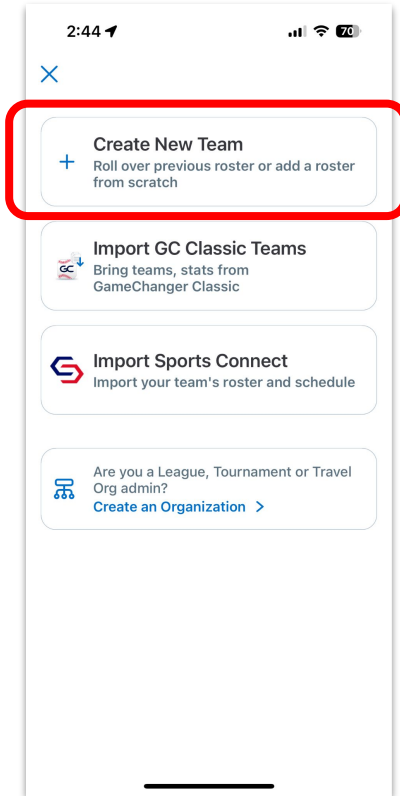 2:44
70
Create New Team
Roll over previous roster or add a roster
from scratch
GC
Import GC Classic Teams
Bring teams, stats from
GameChanger Classic
Import Sports Connect
Import your team's roster and schedule
Are you a League, Tournament or Travel
Org admin?
Create an Organization >